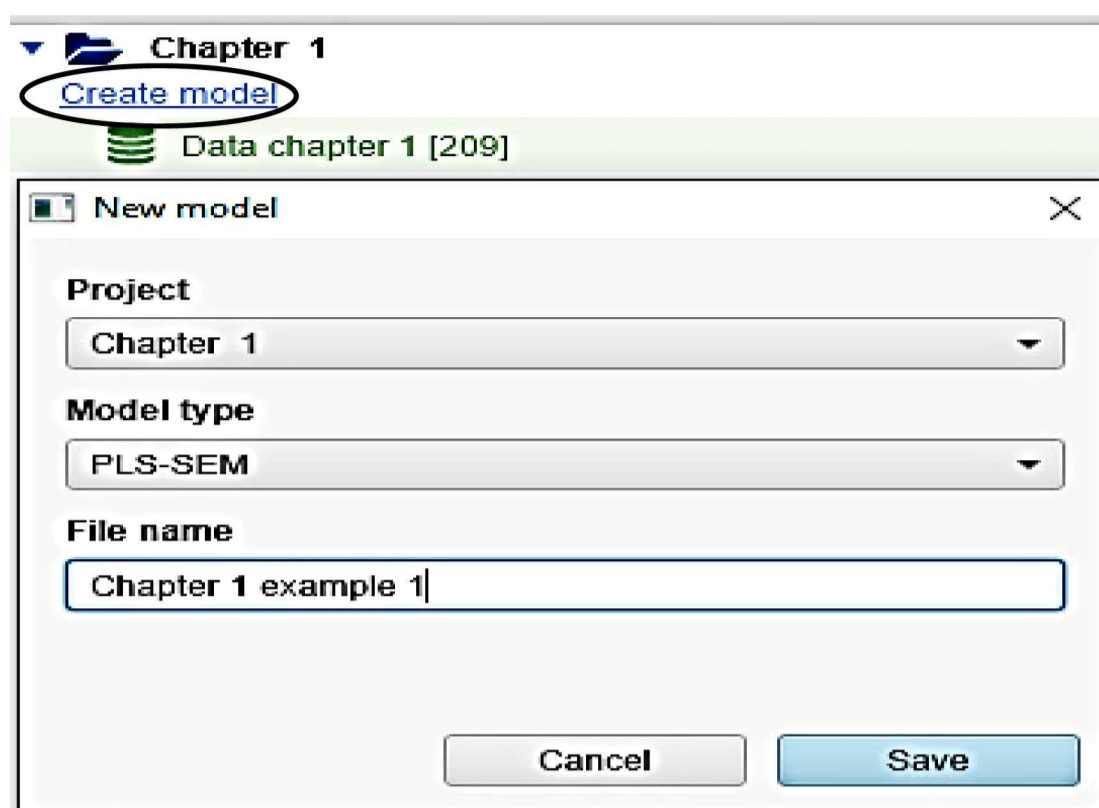 Chapter 1
Create model
Data chapter 1 [209]
New model
Project
Chapter 1
Model type
PLS-SEM
File name
Chapter 1 example 1
Cancel Save